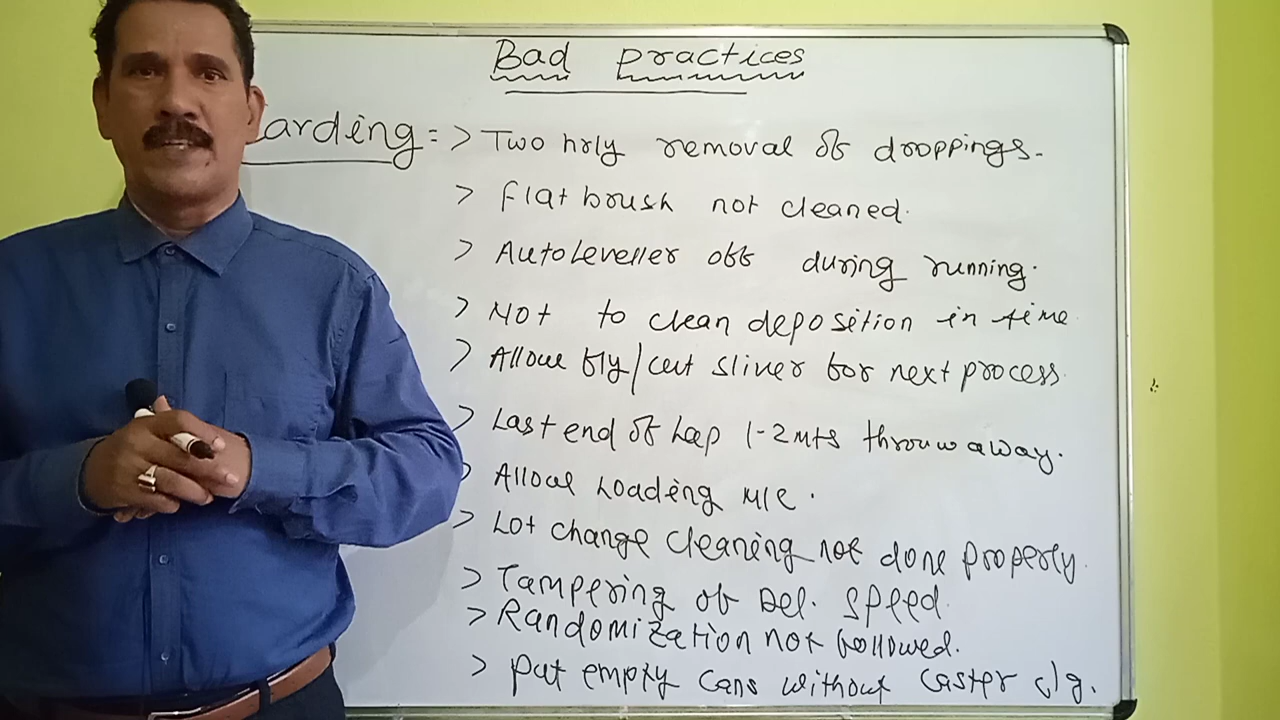 Bad practices
arding => Two hrly removal of droppings.
> flat brush not cleaned.
> AutoLeveller off during running.
> Not to clean deposition in time
> Allow fly/cut sliver for next process
> Last end of Lap 1-2 mts throw away.
> Allow Loading M/C.
> Lot change cleaning not done properly.
> Tampering of Del. Speed.
> Randomization not followed.
> put empty cans without caster c/g.